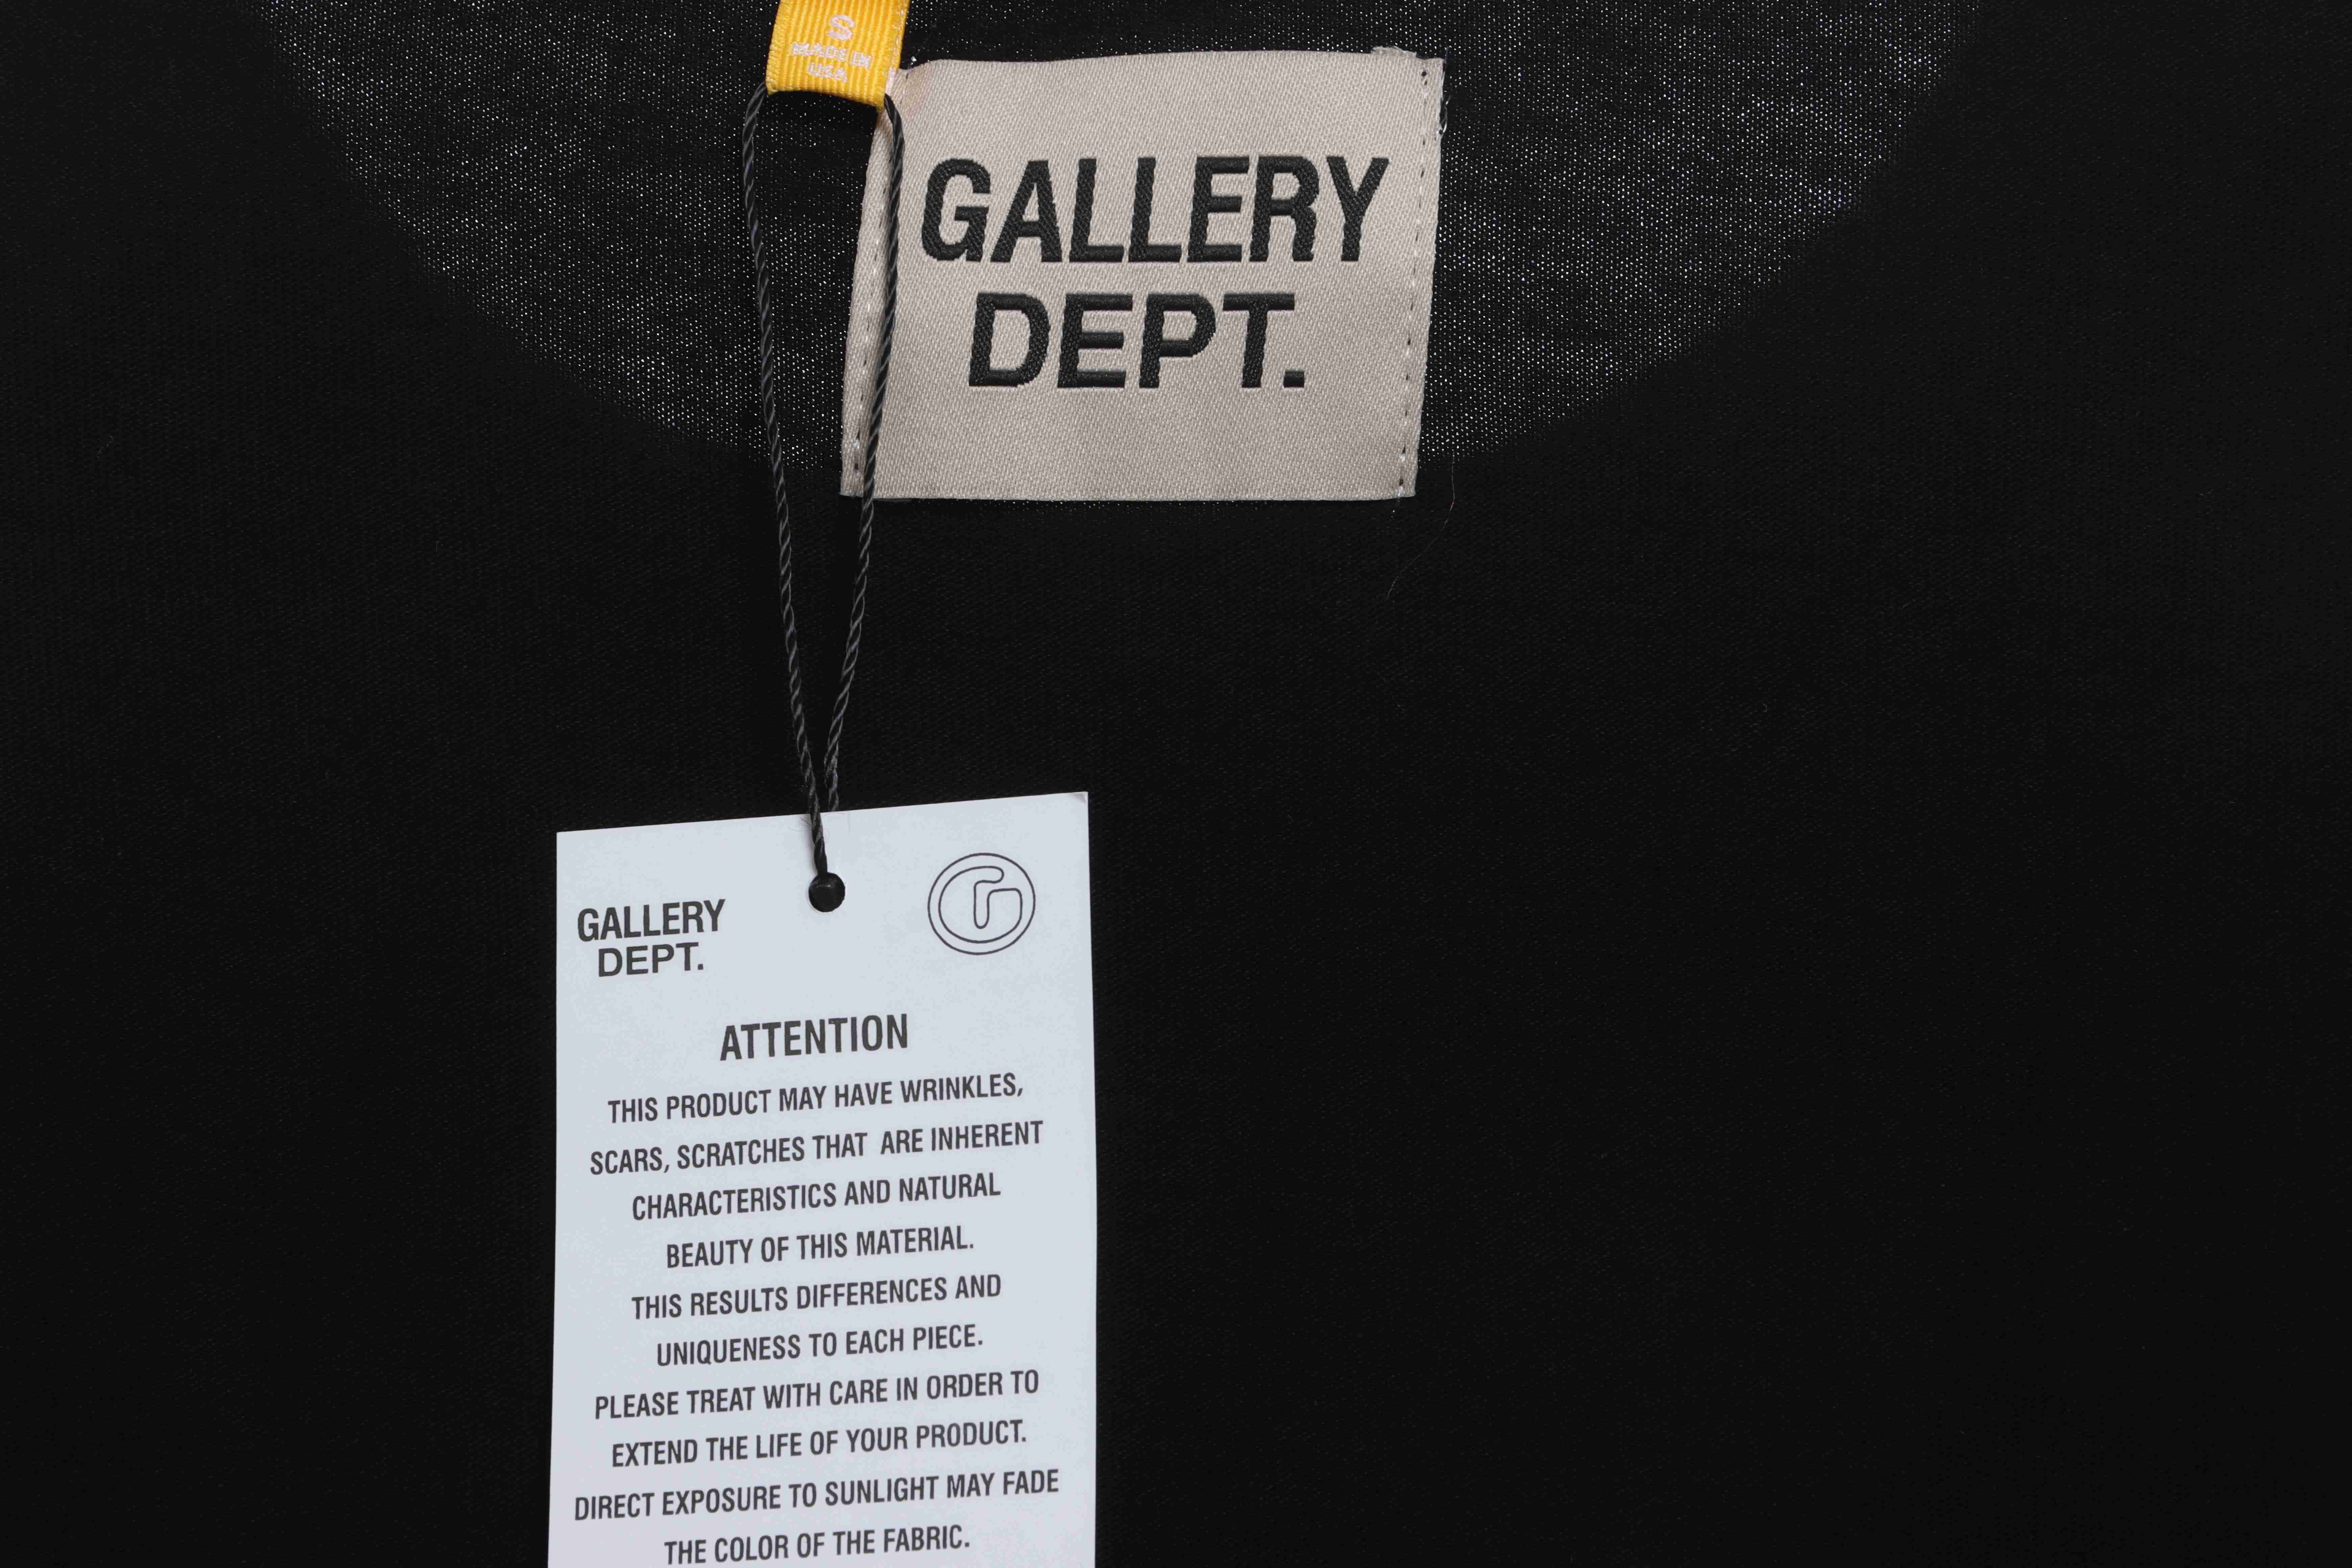 S
MADE IN
USA
GALLERY
DEPT.
GALLERY
DEPT.
ATTENTION
THIS PRODUCT MAY HAVE WRINKLES,
SCARS, SCRATCHES THAT ARE INHERENT
CHARACTERISTICS AND NATURAL
BEAUTY OF THIS MATERIAL.
THIS RESULTS DIFFERENCES AND
UNIQUENESS TO EACH PIECE.
PLEASE TREAT WITH CARE IN ORDER TO
EXTEND THE LIFE OF YOUR PRODUCT.
DIRECT EXPOSURE TO SUNLIGHT MAY FADE
THE COLOR OF THE FABRIC.